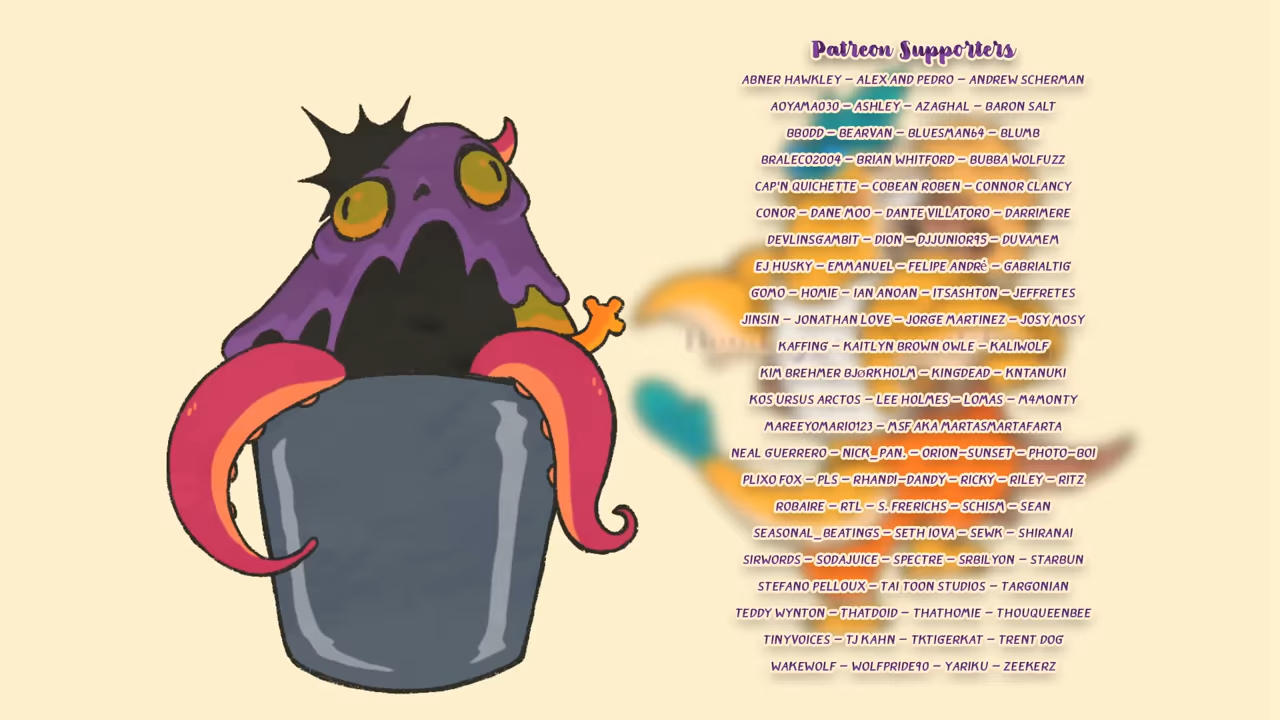 Patreon Supporters
ABNER HAWKLEY – ALEX AND PEDRO – ANDREW SCHERMAN
AOYAMA030 – ASHLEY – AZAGHAL – BARON SALT
BBODD – BEARVAN – BLUESMAN64 – BLUMB
BRALECO2004 – BRIAN WHITFORD – BUBBA WOLFUZZ
CAP'N QUICHETTE – COBEAN ROBEN – CONNOR CLANCY
CONOR – DANE MOO – DANTE VILLATORO – DARRIMERE
DEVLINSGAMBIT – DION – DJJUNIOR95 – DUVAMEM
EJ HUSKY – EMMANUEL – FELIPE ANDRé – GABRIALTIG
GOMO – HOMIE – IAN ANOAN – ITSASHTON – JEFFRETES
JINSIN – JONATHAN LOVE – JORGE MARTINEZ – JOSY MOSY
KAFFING – KAITLYN BROWN OWLE – KALIWOLF
KIM BREHMER BJøRKHOLM – KINGDEAD – KNTANUKI
KOS URSUS ARCTOS – LEE HOLMES – LOMAS – M4MONTY
MAREEYOMARIO123 – MSF AKA MARTASMARTAFARTA
NEAL GUERRERO – NICK_PAN. – ORION-SUNSET – PHOTO-BOI
PLIXO FOX – PLS – RHANDI-DANDY – RICKY – RILEY – RITZ
ROBAIRE – RTL – S. FRERICHS – SCHISM – SEAN
SEASONAL_BEATINGS – SETH IOVA – SEWK – SHIRANAI
SIRWORDS – SODAJUICE – SPECTRE – SRBILYON – STARBUN
STEFANO PELLOUX – TAI TOON STUDIOS – TARGONIAN
TEDDY WYNTON – THATDOID – THATHOMIE – THOUQUEENBEE
TINYVOICES – TJ KAHN – TKTIGERKAT – TRENT DOG
WAKEWOLF – WOLFPRIDE90 – YARIKU – ZEEKERZ